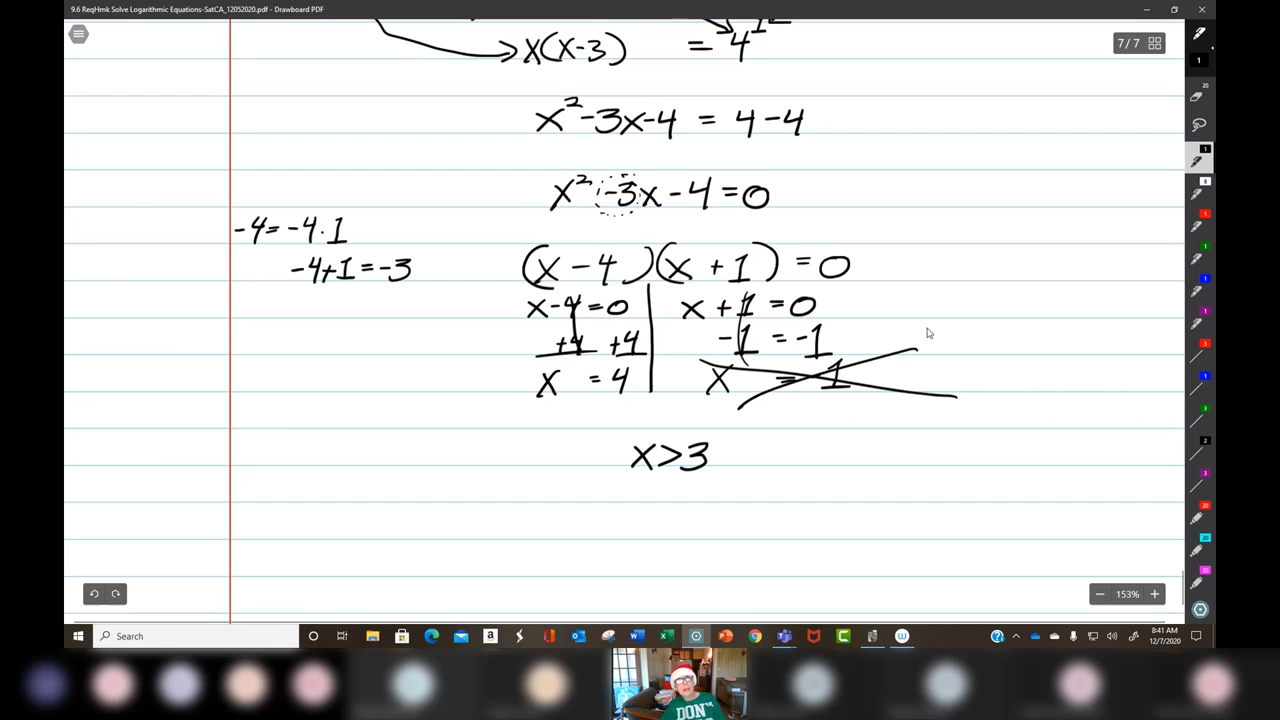 9.6 ReqHmk Solve Logarithmic Equations-SatCA_12052020.pdf - Drawboard PDF
7/7
x(x-3) = 4¹
x²-3x-4 = 4-4
x² -3x - 4 = 0
-4 = -4·1
-4+1 = -3
(x - 4)(x + 1) = 0
x-4=0 x + 1 = 0
+4 +4 -1 = -1
x = 4 x = 1
x>3
153%
Search
8:41 AM
12/7/2020
DON'